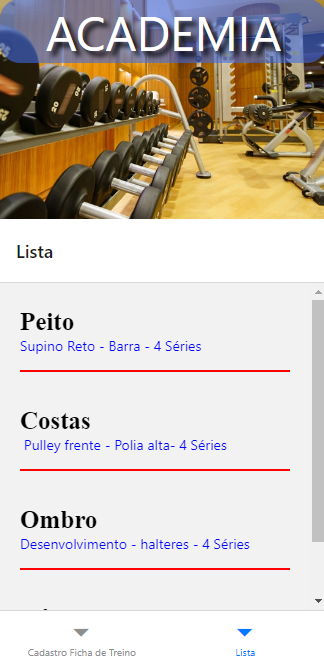 ACADEMIA
Lista
Peito
Supino Reto - Barra - 4 Séries
Costas
Pulley frente - Polia alta- 4 Séries
Ombro
Desenvolvimento - halteres - 4 Séries
Cadastro Ficha de Treino
Lista